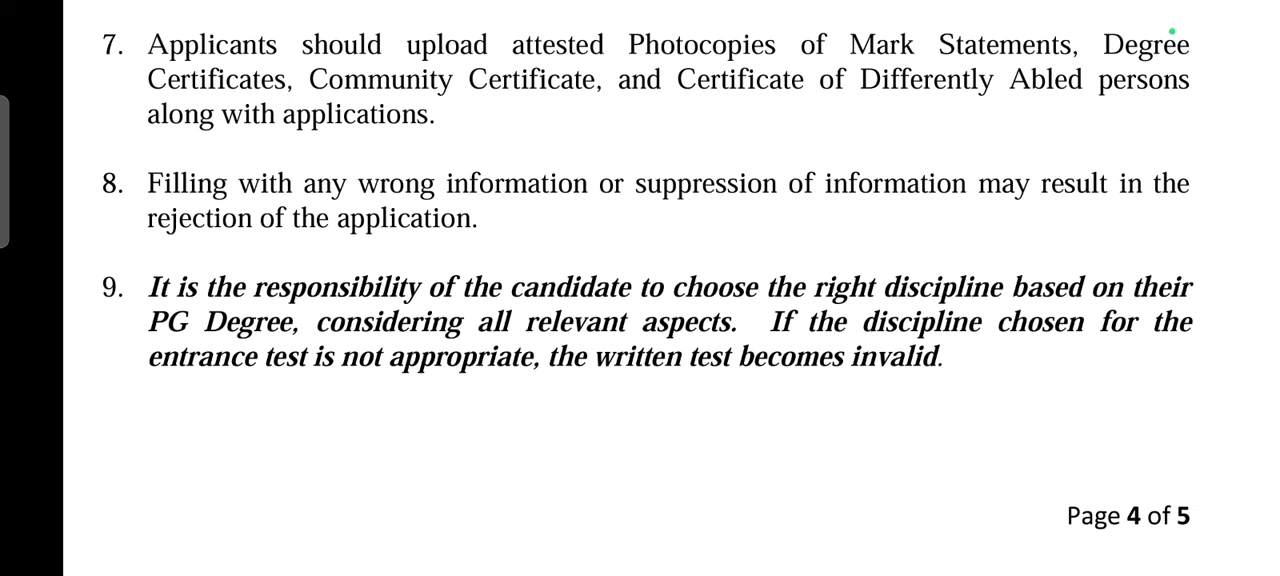 7. Applicants should upload attested Photocopies of Mark Statements, Degree
Certificates, Community Certificate, and Certificate of Differently Abled persons
along with applications.
8. Filling with any wrong information or suppression of information may result in the
rejection of the application.
9. It is the responsibility of the candidate to choose the right discipline based on their
PG Degree, considering all relevant aspects. If the discipline chosen for the
entrance test is not appropriate, the written test becomes invalid.
Page 4 of 5